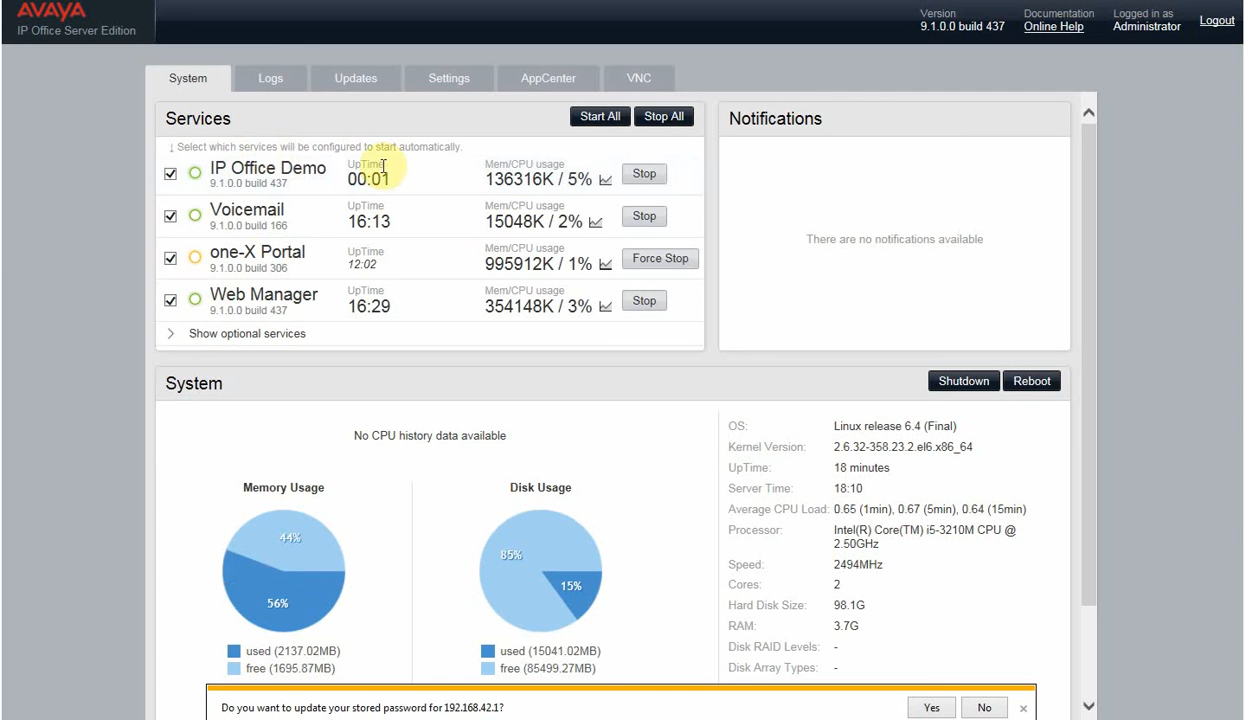 AVAYA
IP Office Server Edition
Version
9.1.0.0 build 437
Documentation
Online Help
Logged in as
Administrator
Logout
System
Logs
Updates
Settings
AppCenter
VNC
Services
Start All
Stop All
↓ Select which services will be configured to start automatically.
IP Office Demo
9.1.0.0 build 437
UpTime
00:01
Mem/CPU usage
136316K / 5%
Stop
Voicemail
9.1.0.0 build 166
UpTime
16:13
Mem/CPU usage
15048K / 2%
Stop
one-X Portal
9.1.0.0 build 306
UpTime
12:02
Mem/CPU usage
995912K / 1%
Force Stop
Web Manager
9.1.0.0 build 437
UpTime
16:29
Mem/CPU usage
354148K / 3%
Stop
Show optional services
Notifications
There are no notifications available
System
Shutdown
Reboot
No CPU history data available
Memory Usage
44%
56%
used (2137.02MB)
free (1695.87MB)
Disk Usage
85%
15%
used (15041.02MB)
free (85499.27MB)
OS: Linux release 6.4 (Final)
Kernel Version: 2.6.32-358.23.2.el6.x86_64
UpTime: 18 minutes
Server Time: 18:10
Average CPU Load: 0.65 (1min), 0.67 (5min), 0.64 (15min)
Processor: Intel(R) Core(TM) i5-3210M CPU @
2.50GHz
Speed: 2494MHz
Cores: 2
Hard Disk Size: 98.1G
RAM: 3.7G
Disk RAID Levels: -
Disk Array Types: -
Do you want to update your stored password for 192.168.42.1?
Yes
No
×